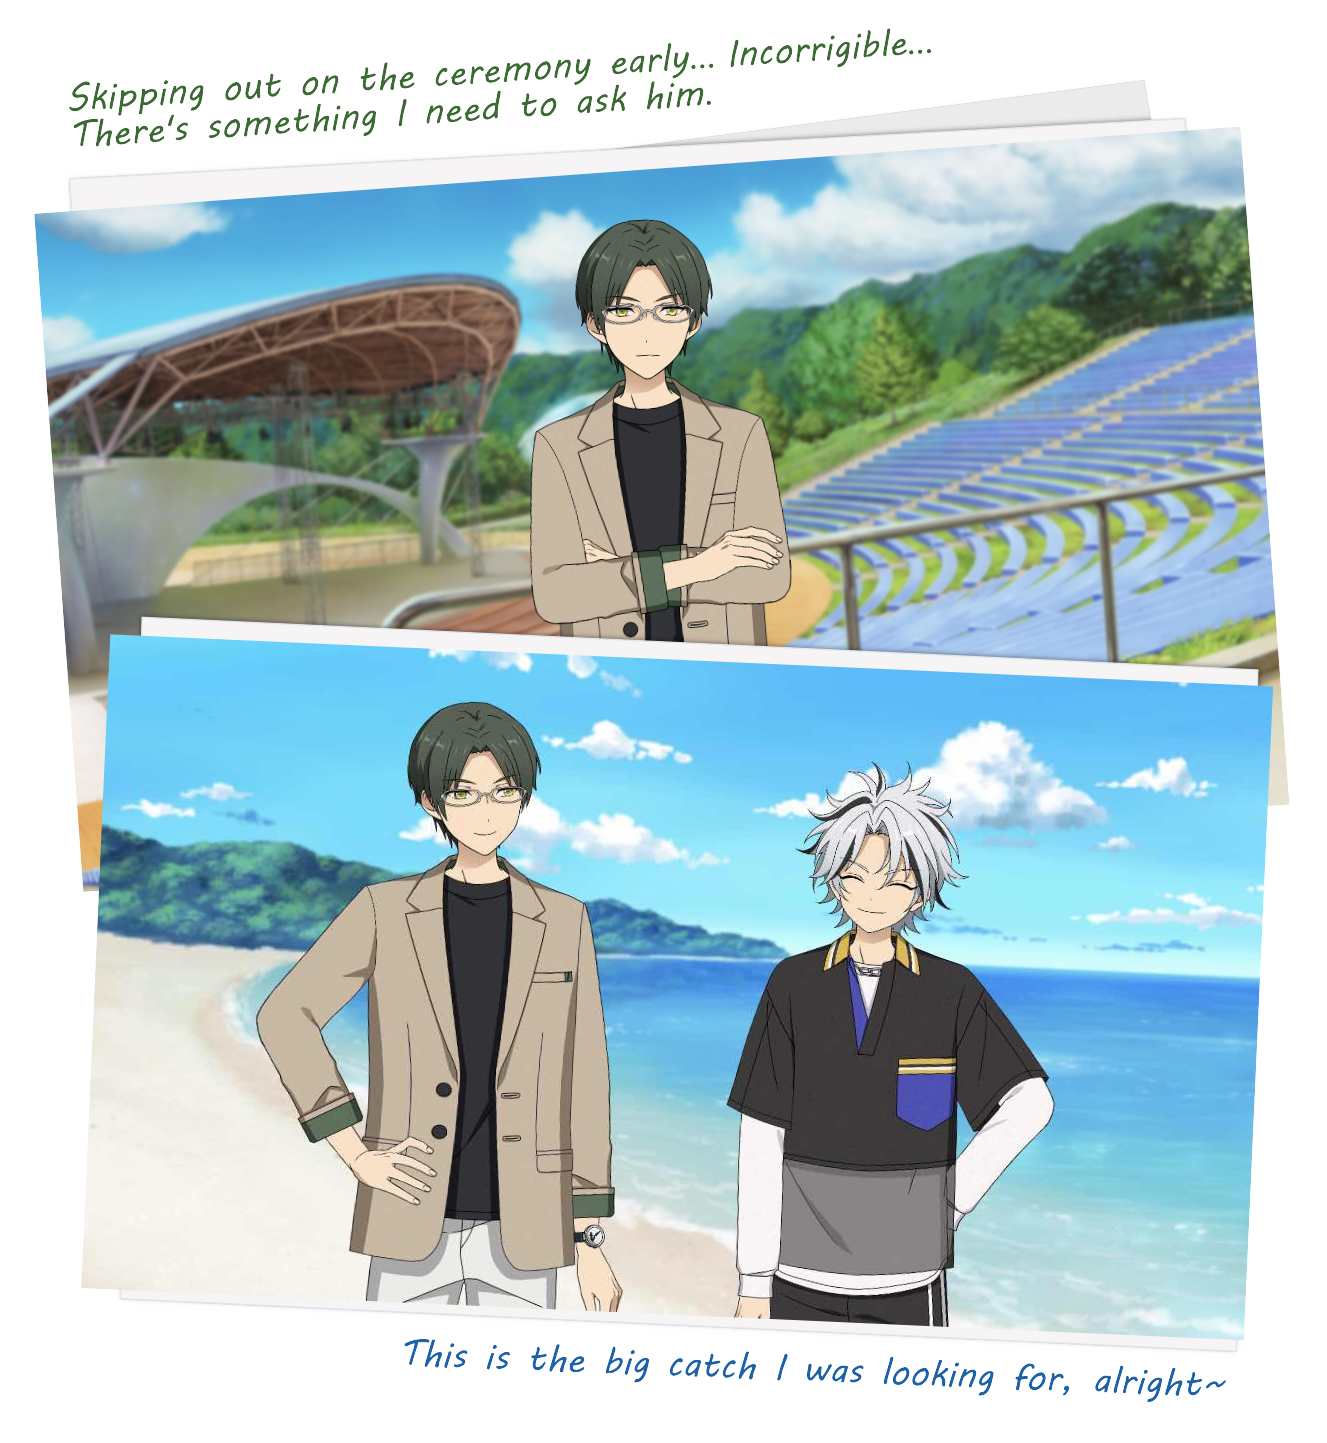 Skipping out on the ceremony early... Incorrigible...
There's something I need to ask him.
This is the big catch I was looking for, alright~